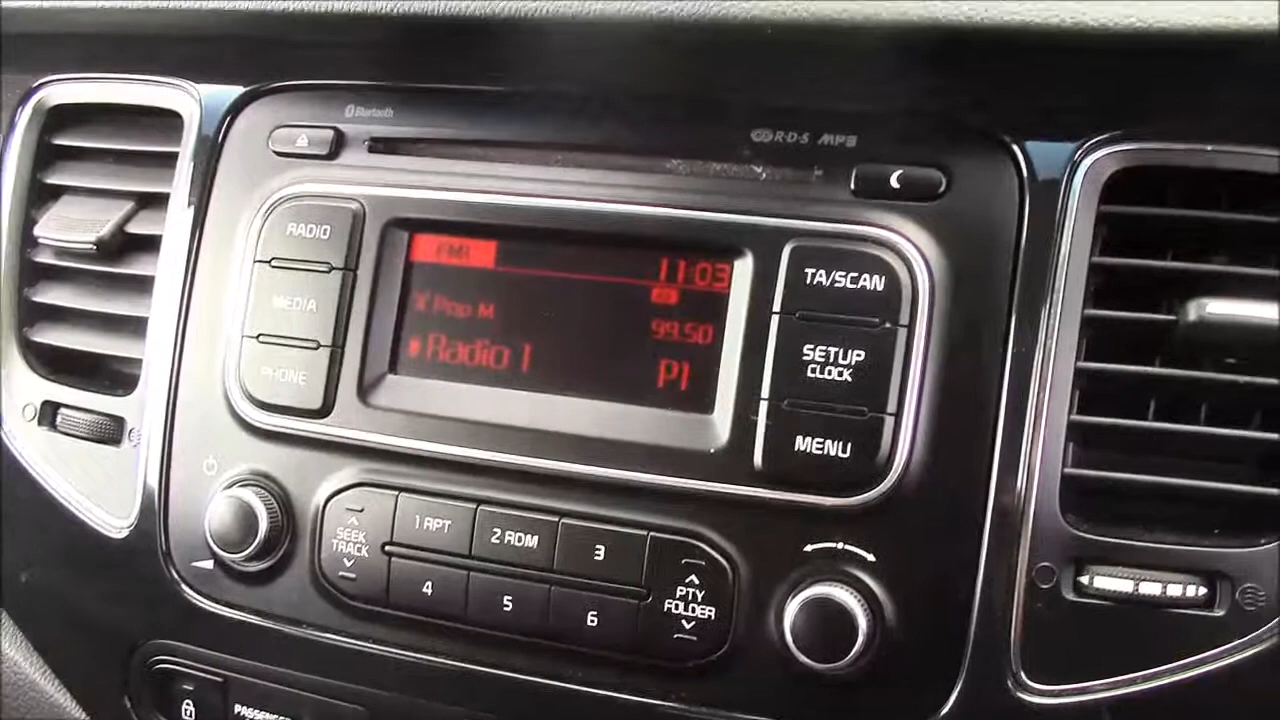 Bluetooth
R·D·S MP3
RADIO
MEDIA
PHONE
FM1
11:03
Pop M
99.50
Radio 1
P1
TA/SCAN
SETUP
CLOCK
MENU
SEEK
TRACK
1 RPT
2 RDM
3
4
5
6
PTY
FOLDER
PASSENGER